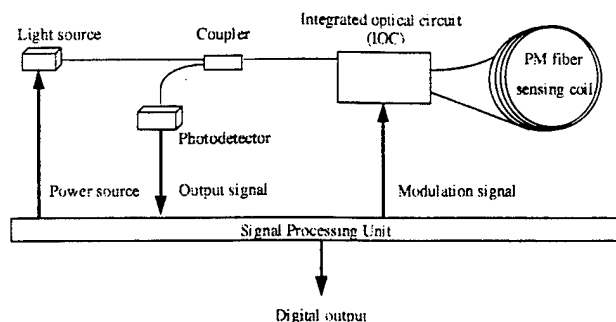 Light source
Coupler
Integrated optical circuit
(IOC)
PM fiber
sensing coil
Photodetector
Power source
Output signal
Modulation signal
Signal Processing Unit
Digital output